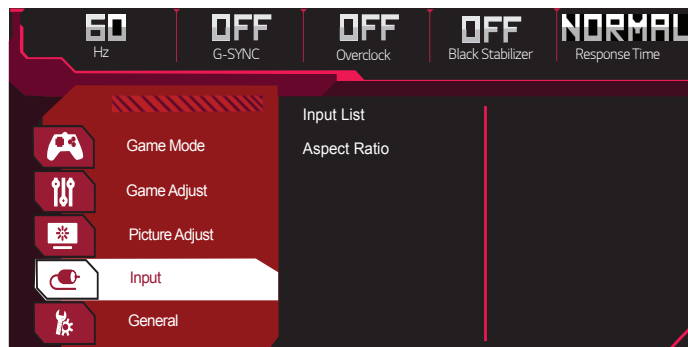 60 OFF OFF OFF NORMAL
Hz G-SYNC Overclock Black Stabilizer Response Time
Input List
Game Mode Aspect Ratio
Game Adjust
Picture Adjust
Input
General